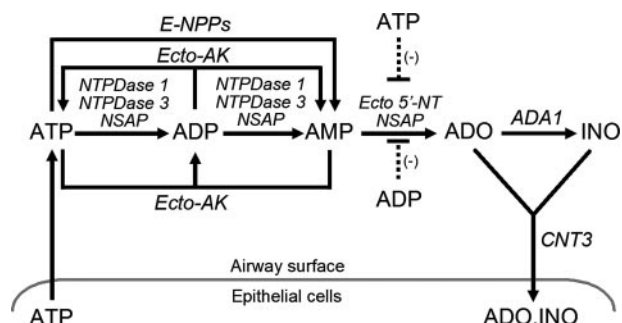 E-NPPs
ATP
(-)
Ecto-AK
NTPDase 1 NTPDase 1
NTPDase 3 NTPDase 3 Ecto 5'-NT
NSAP NSAP NSAP ADA1
ATP ADP AMP ADO INO
(-)
Ecto-AK ADP
CNT3
Airway surface
Epithelial cells
ATP ADO,INO